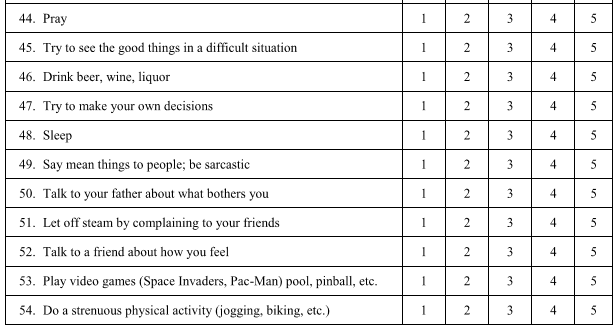 44. Pray 1 2 3 4 5
45. Try to see the good things in a difficult situation 1 2 3 4 5
46. Drink beer, wine, liquor 1 2 3 4 5
47. Try to make your own decisions 1 2 3 4 5
48. Sleep 1 2 3 4 5
49. Say mean things to people; be sarcastic 1 2 3 4 5
50. Talk to your father about what bothers you 1 2 3 4 5
51. Let off steam by complaining to your friends 1 2 3 4 5
52. Talk to a friend about how you feel 1 2 3 4 5
53. Play video games (Space Invaders, Pac-Man) pool, pinball, etc. 1 2 3 4 5
54. Do a strenuous physical activity (jogging, biking, etc.) 1 2 3 4 5